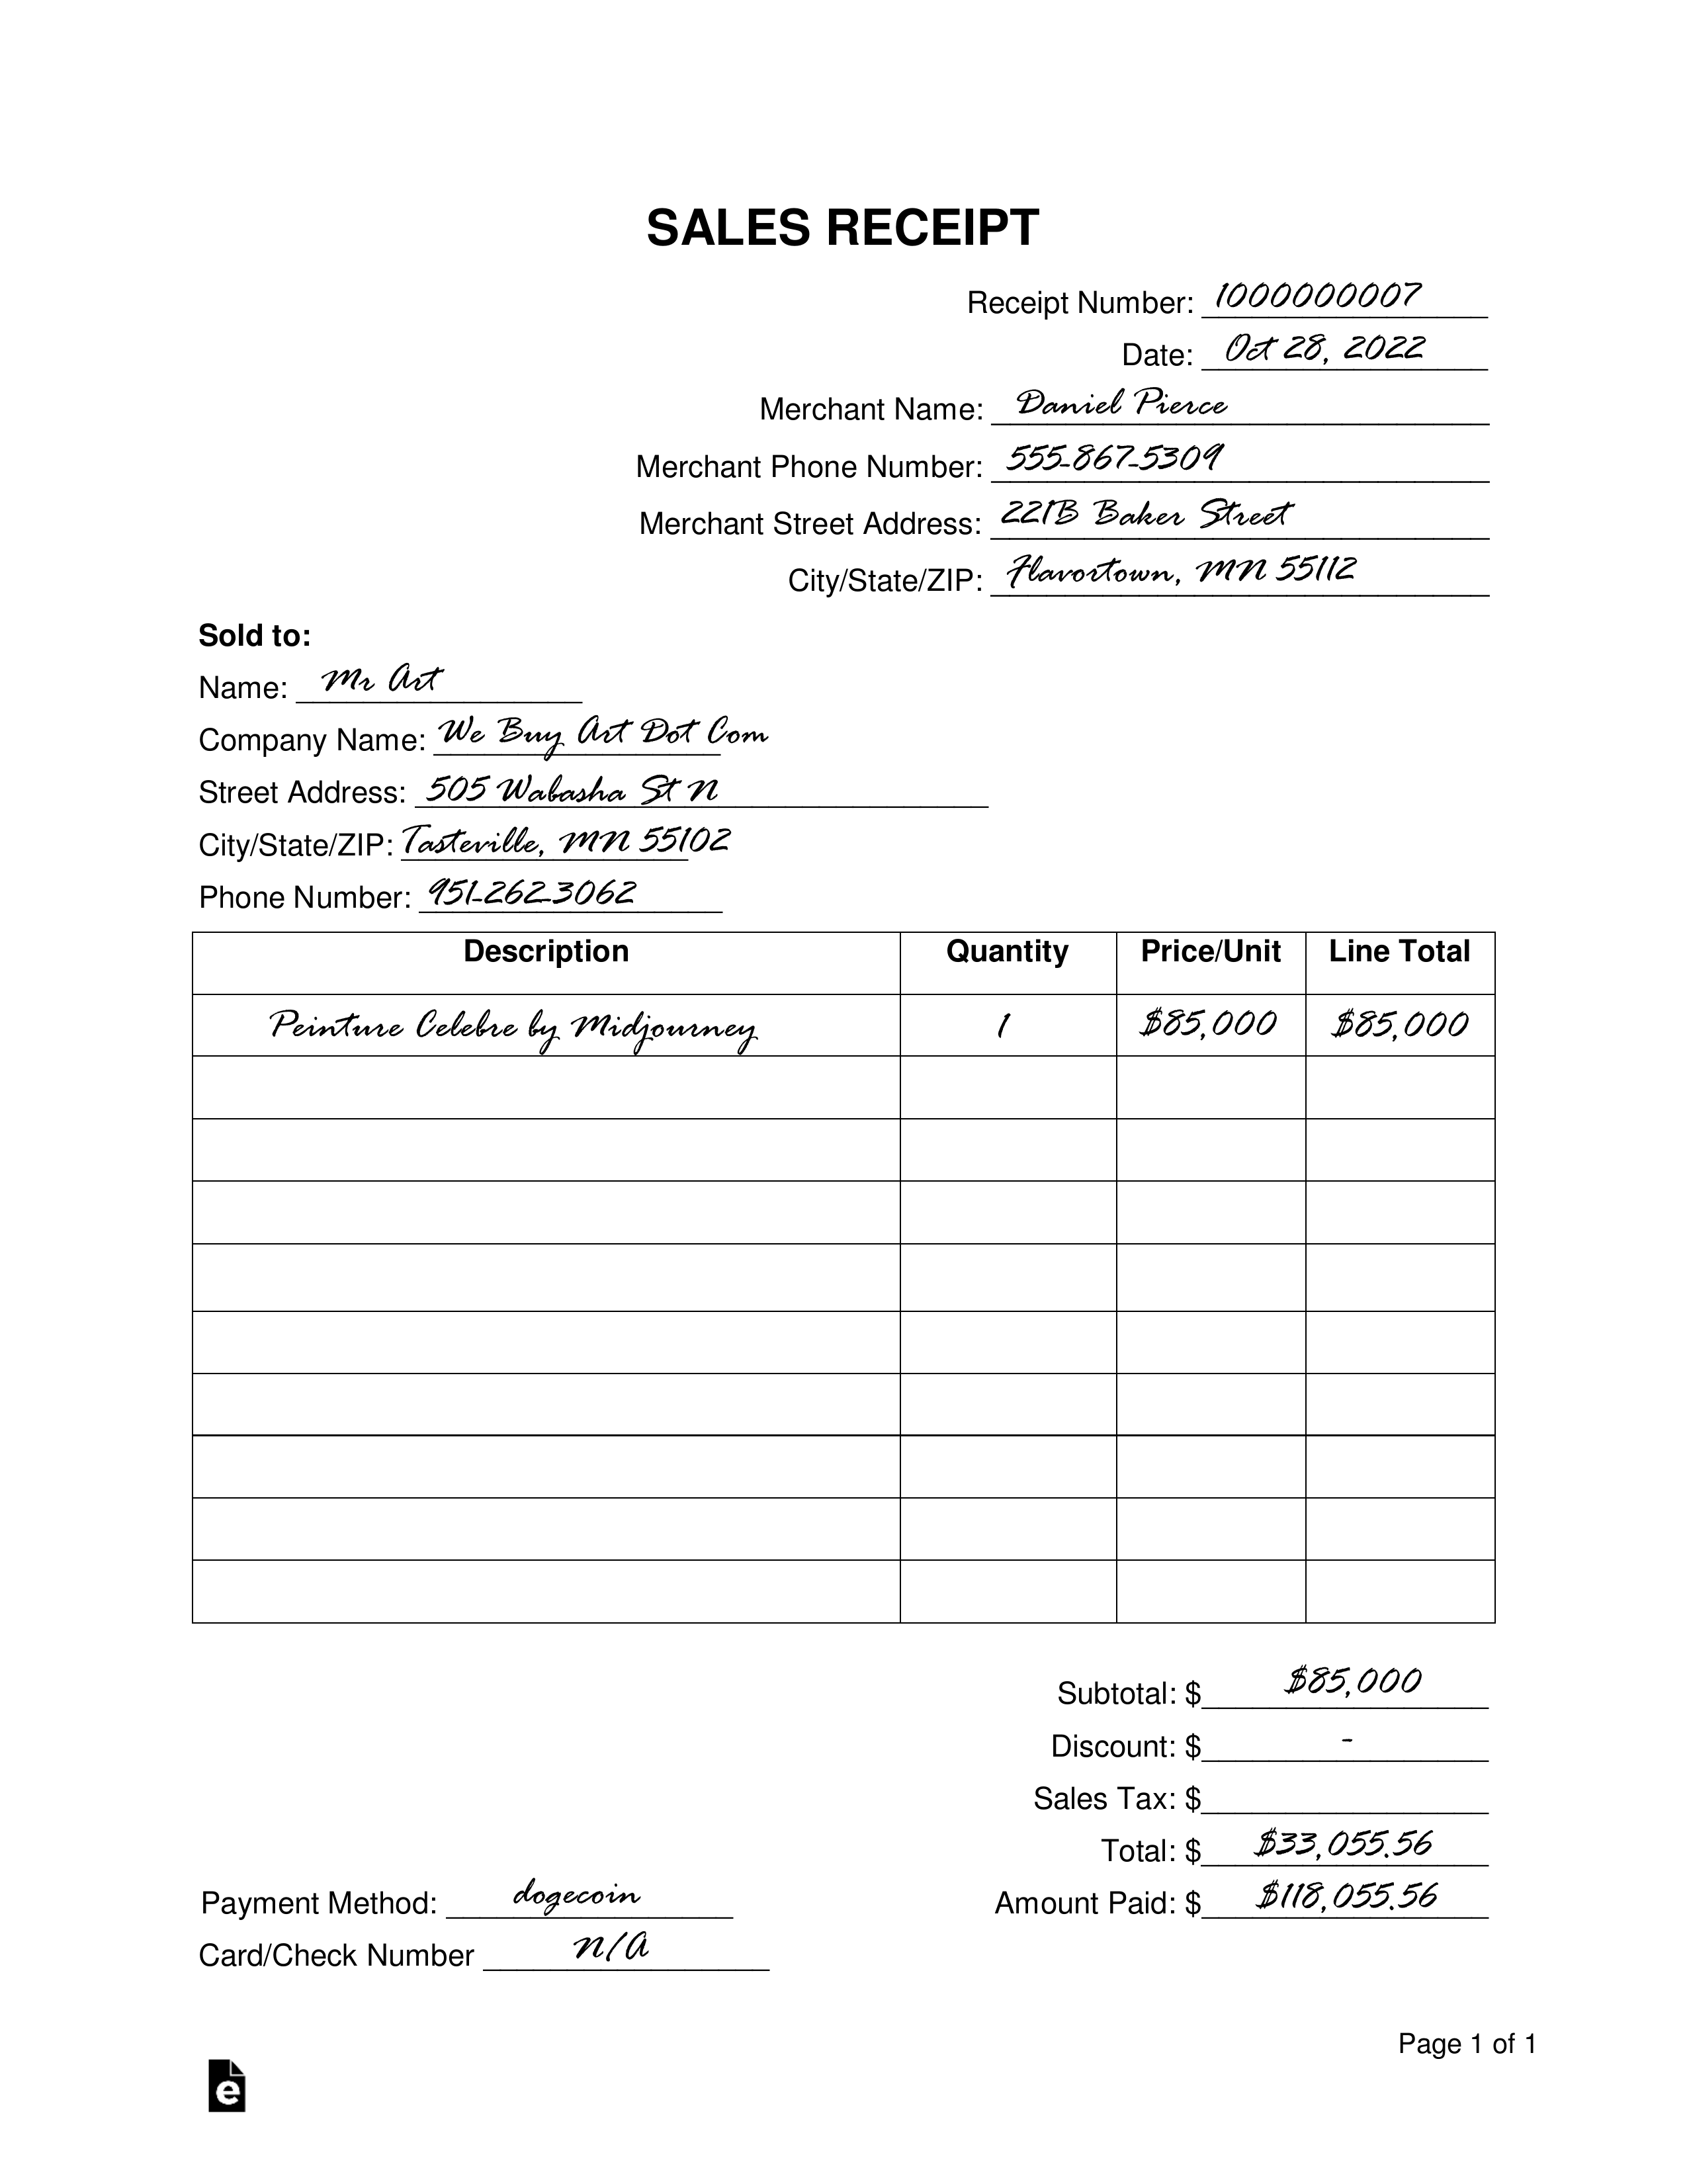 SALES RECEIPT
Receipt Number: 1000000007
Date: Oct 28, 2022
Merchant Name: Daniel Pierce
Merchant Phone Number: 555-867-5309
Merchant Street Address: 221B Baker Street
City/State/ZIP: Flavortown, MN 55112
Sold to:
Name: Mr Art
Company Name: We Buy Art Dot Com
Street Address: 505 Wabasha St N
City/State/ZIP: Tasteville, MN 55102
Phone Number: 951-262-3062
Description Quantity Price/Unit Line Total
Peinture Celebre by Midjourney 1 $85,000 $85,000
Subtotal: $ $85,000
Discount: $ -
Sales Tax: $
Total: $ $33,055.56
Payment Method: dogecoin Amount Paid: $ $118,055.56
Card/Check Number N/A
Page 1 of 1
e